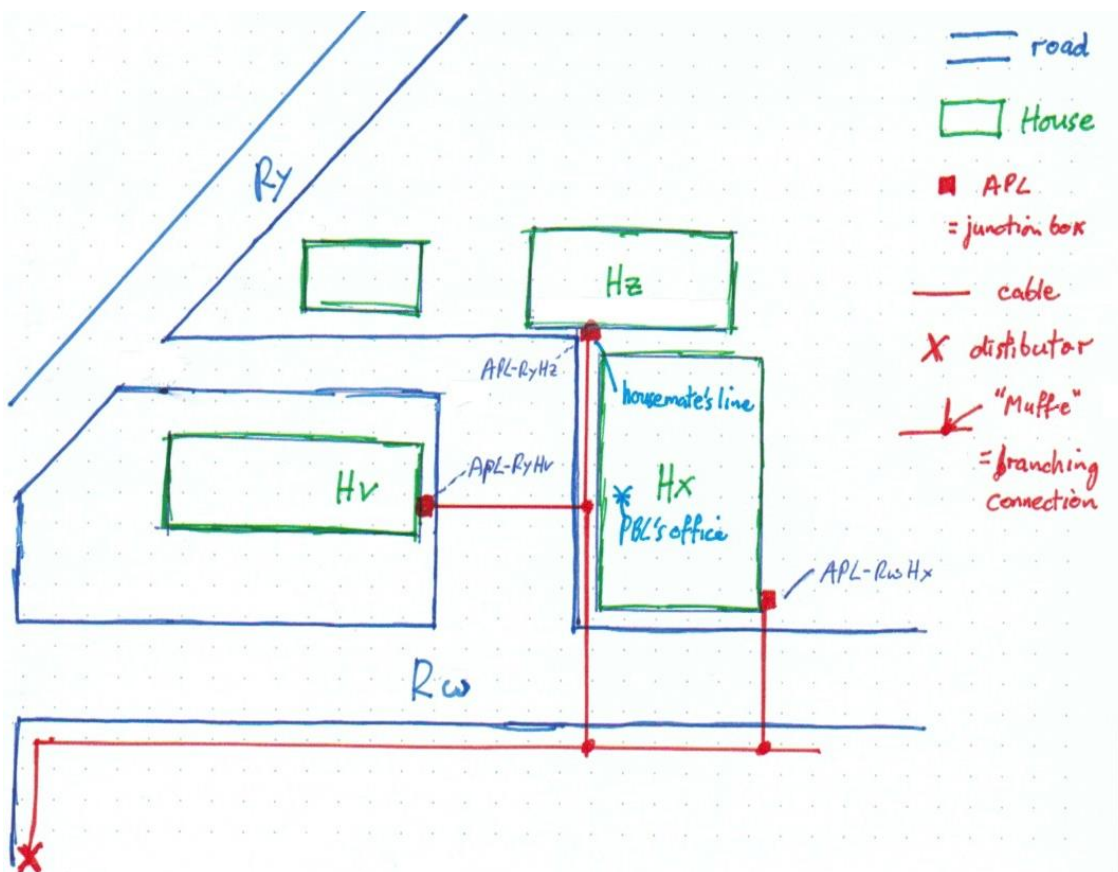 road
House
APL
= junction box
cable
distibutor
"Muffe"
= branching
connection
Ry
Hz
APL-RyHz
housemate's line
APL-RyHv
Hv
Hx
PBL's office
APL-RwHx
Rw